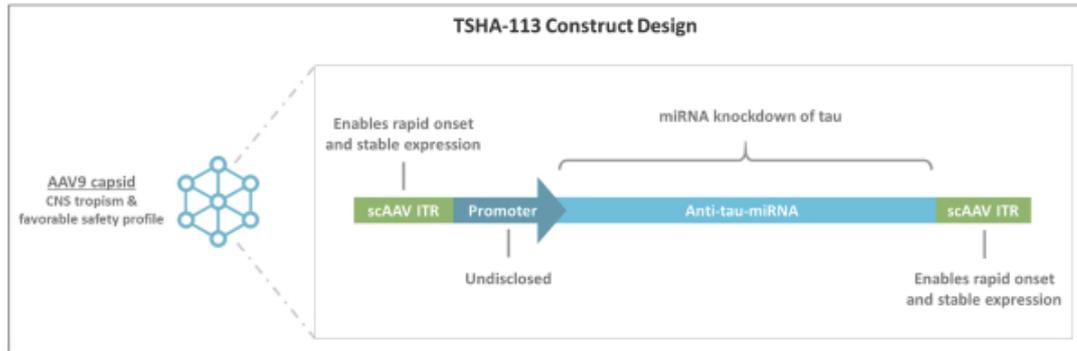 TSHA-113 Construct Design
Enables rapid onset
and stable expression
miRNA knockdown of tau
AAV9 capsid
CNS tropism &
favorable safety profile
scAAV ITR
Promoter
Anti-tau-miRNA
scAAV ITR
Undisclosed
Enables rapid onset
and stable expression